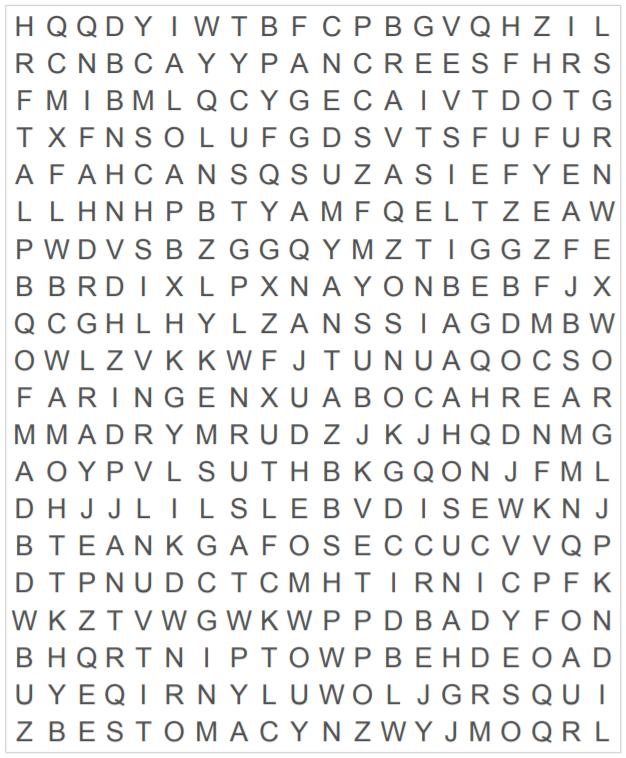 H Q Q D Y I W T B F C P B G V Q H Z I L
R C N B C A Y Y P A N C R E E S F H R S
F M I B M L Q C Y G E C A I V T D O T G
T X F N S O L U F G D S V T S F U F U R
A F A H C A N S Q S U Z A S I E F Y E N
L L H N H P B T Y A M F Q E L T Z E A W
P W D V S B Z G G Q Y M Z T I G G Z F E
B B R D I X L P X N A Y O N B E B F J X
Q C G H L H Y L Z A N S S I A G D M B W
O W L Z V K K W F J T U N U A Q O C S O
F A R I N G E N X U A B O C A H R E A R
M M A D R Y M R U D Z J K J H Q D N M G
A O Y P V L S U T H B K G Q O N J F M L
D H J J L I L S L E B V D I S E W K N J
B T E A N K G A F O S E C C U C V V Q P
D T P N U D C T C M H T I R N I C P F K
W K Z T V W G W K W P P D B A D Y F O N
B H Q R T N I P T O W P B E H D E O A D
U Y E Q I R N Y L U W O L J G R S Q U I
Z B E S T O M A C Y N Z W Y J M O Q R L